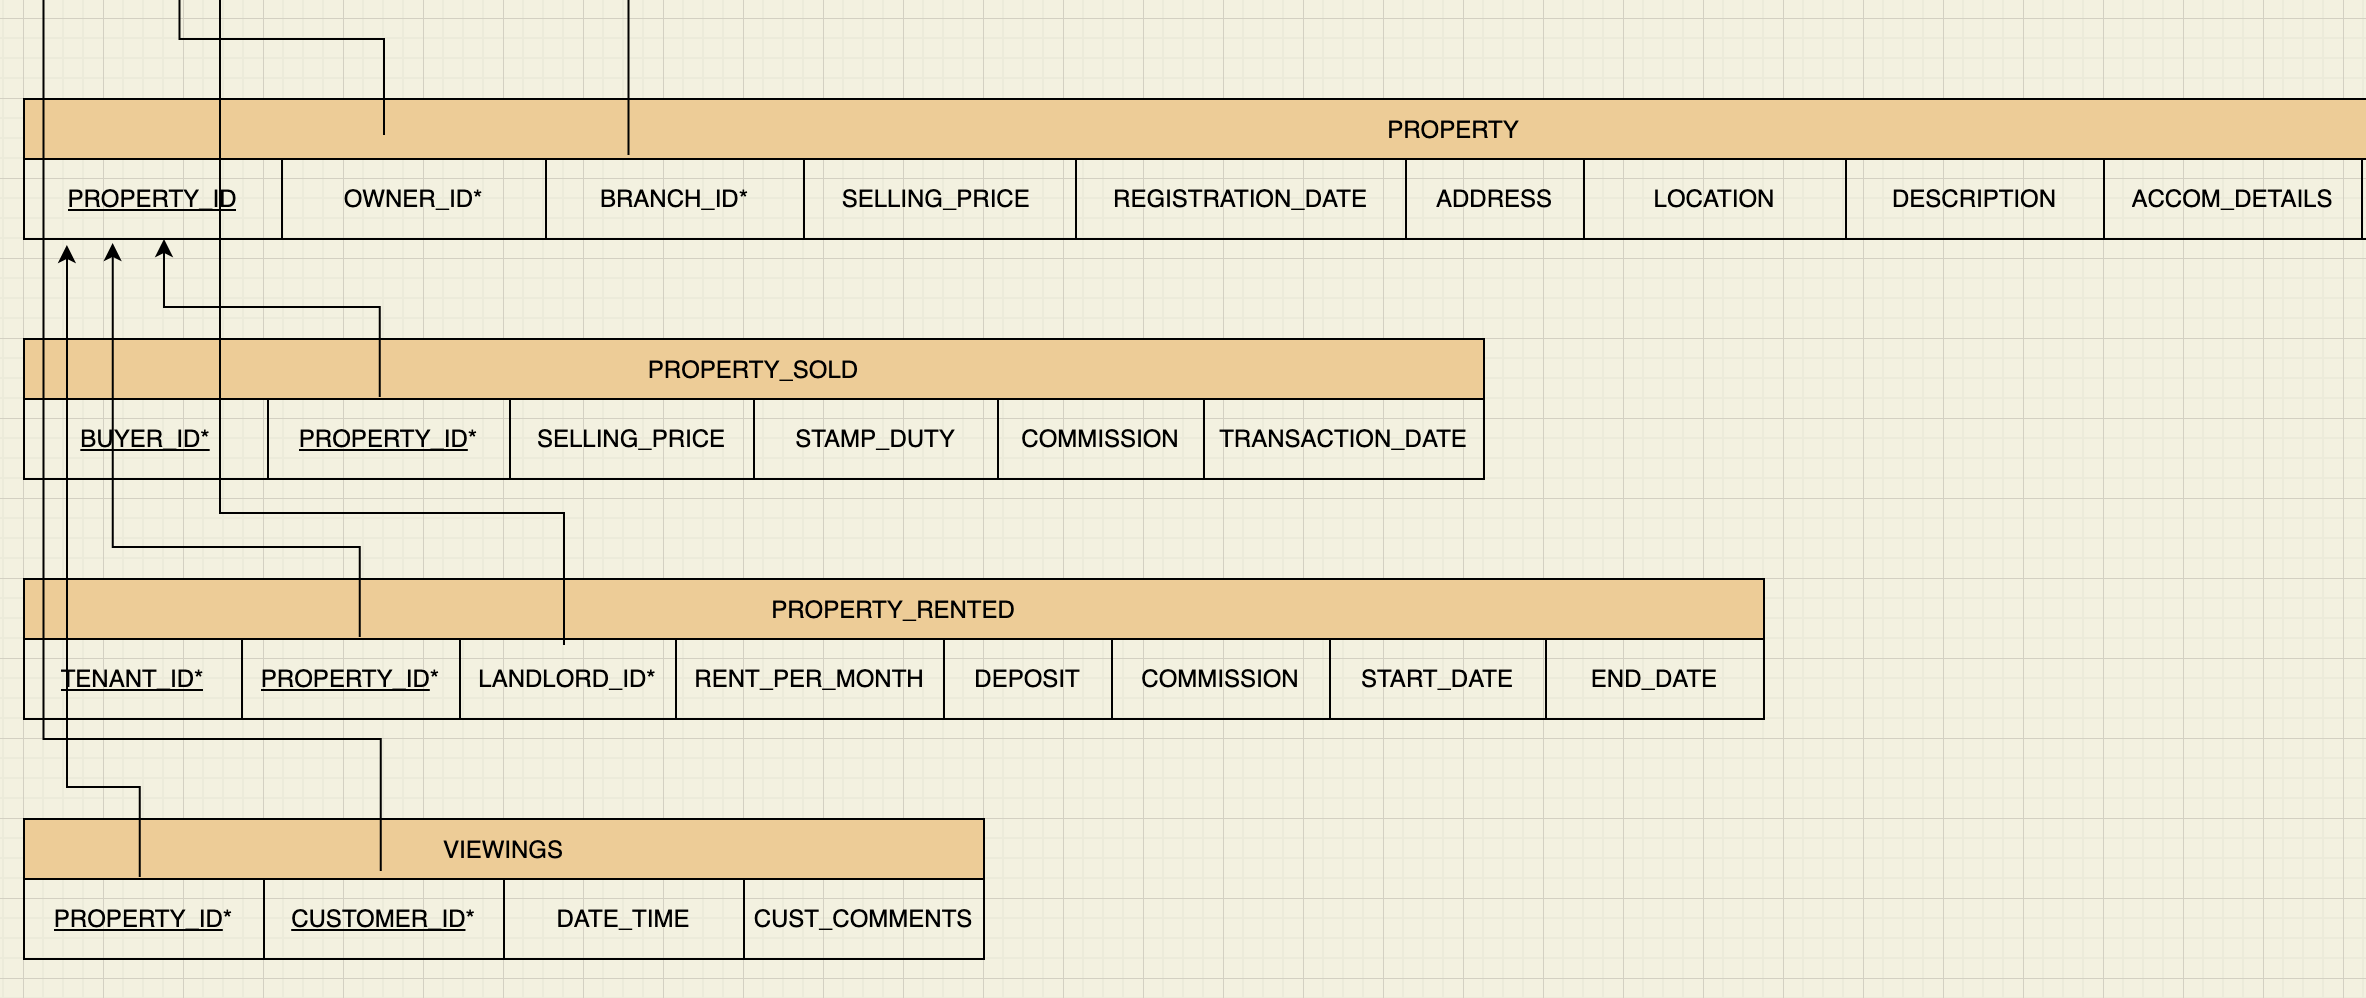 PROPERTY
PROPERTY_ID OWNER_ID* BRANCH_ID* SELLING_PRICE REGISTRATION_DATE ADDRESS LOCATION DESCRIPTION ACCOM_DETAILS
PROPERTY_SOLD
BUYER_ID* PROPERTY_ID* SELLING_PRICE STAMP_DUTY COMMISSION TRANSACTION_DATE
PROPERTY_RENTED
TENANT_ID* PROPERTY_ID* LANDLORD_ID* RENT_PER_MONTH DEPOSIT COMMISSION START_DATE END_DATE
VIEWINGS
PROPERTY_ID* CUSTOMER_ID* DATE_TIME CUST_COMMENTS